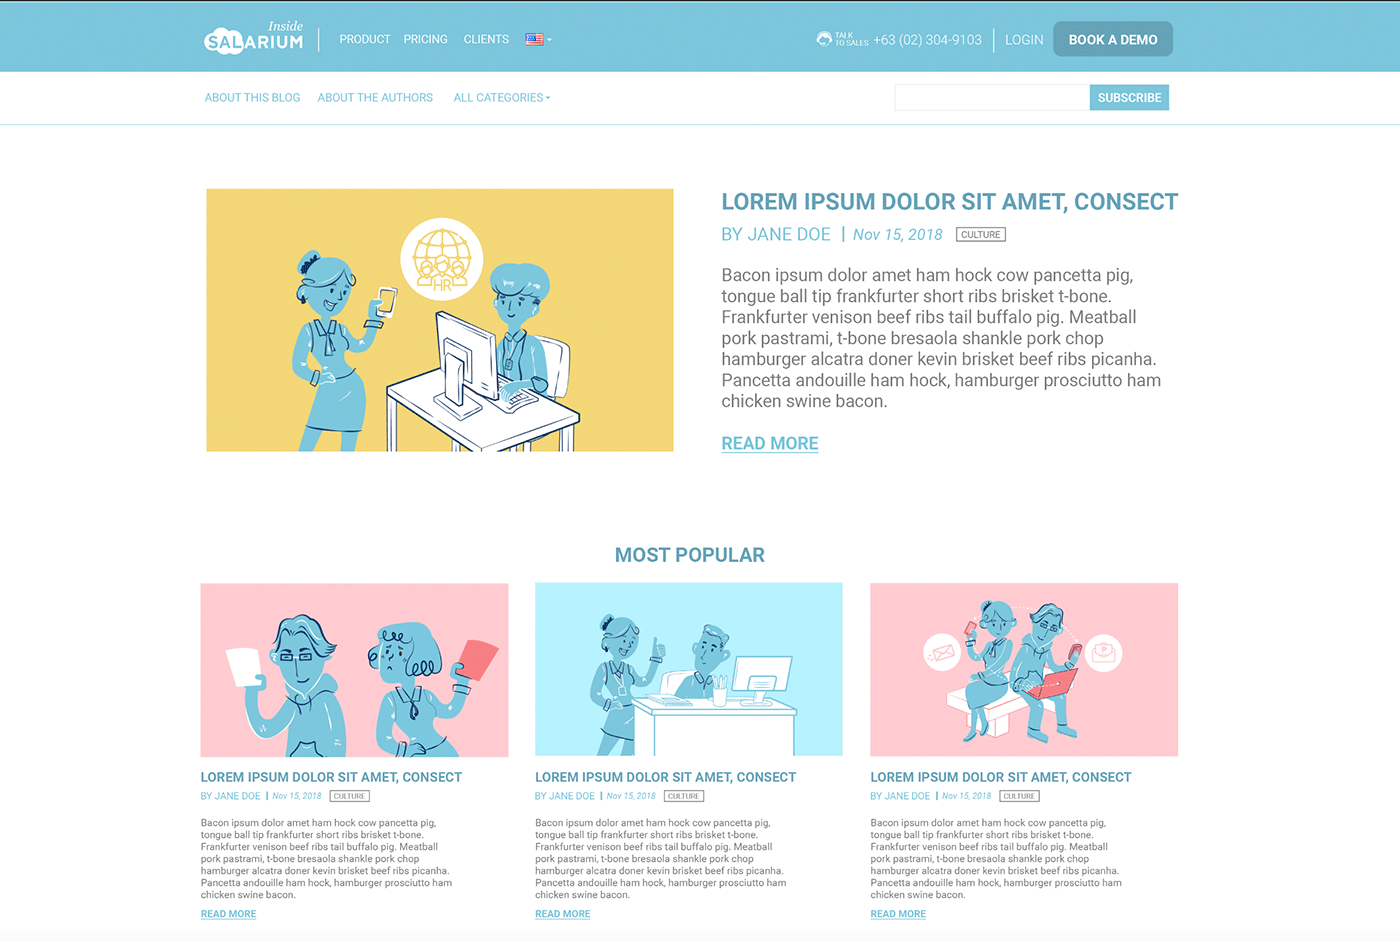 Inside
SALARIUM
PRODUCT PRICING CLIENTS
TALK
TO SALES +63 (02) 304-9103 LOGIN BOOK A DEMO
ABOUT THIS BLOG ABOUT THE AUTHORS ALL CATEGORIES SUBSCRIBE
HR
LOREM IPSUM DOLOR SIT AMET, CONSECT
BY JANE DOE | Nov 15, 2018 CULTURE
Bacon ipsum dolor amet ham hock cow pancetta pig,
tongue ball tip frankfurter short ribs brisket t-bone.
Frankfurter venison beef ribs tail buffalo pig. Meatball
pork pastrami, t-bone bresaola shankle pork chop
hamburger alcatra doner kevin brisket beef ribs picanha.
Pancetta andouille ham hock, hamburger prosciutto ham
chicken swine bacon.
READ MORE
MOST POPULAR
LOREM IPSUM DOLOR SIT AMET, CONSECT
BY JANE DOE | Nov 15, 2018 CULTURE
Bacon ipsum dolor amet ham hock cow pancetta pig,
tongue ball tip frankfurter short ribs brisket t-bone.
Frankfurter venison beef ribs tail buffalo pig. Meatball
pork pastrami, t-bone bresaola shankle pork chop
hamburger alcatra doner kevin brisket beef ribs picanha.
Pancetta andouille ham hock, hamburger prosciutto ham
chicken swine bacon.
READ MORE
LOREM IPSUM DOLOR SIT AMET, CONSECT
BY JANE DOE | Nov 15, 2018 CULTURE
Bacon ipsum dolor amet ham hock cow pancetta pig,
tongue ball tip frankfurter short ribs brisket t-bone.
Frankfurter venison beef ribs tail buffalo pig. Meatball
pork pastrami, t-bone bresaola shankle pork chop
hamburger alcatra doner kevin brisket beef ribs picanha.
Pancetta andouille ham hock, hamburger prosciutto ham
chicken swine bacon.
READ MORE
LOREM IPSUM DOLOR SIT AMET, CONSECT
BY JANE DOE | Nov 15, 2018 CULTURE
Bacon ipsum dolor amet ham hock cow pancetta pig,
tongue ball tip frankfurter short ribs brisket t-bone.
Frankfurter venison beef ribs tail buffalo pig. Meatball
pork pastrami, t-bone bresaola shankle pork chop
hamburger alcatra doner kevin brisket beef ribs picanha.
Pancetta andouille ham hock, hamburger prosciutto ham
chicken swine bacon.
READ MORE